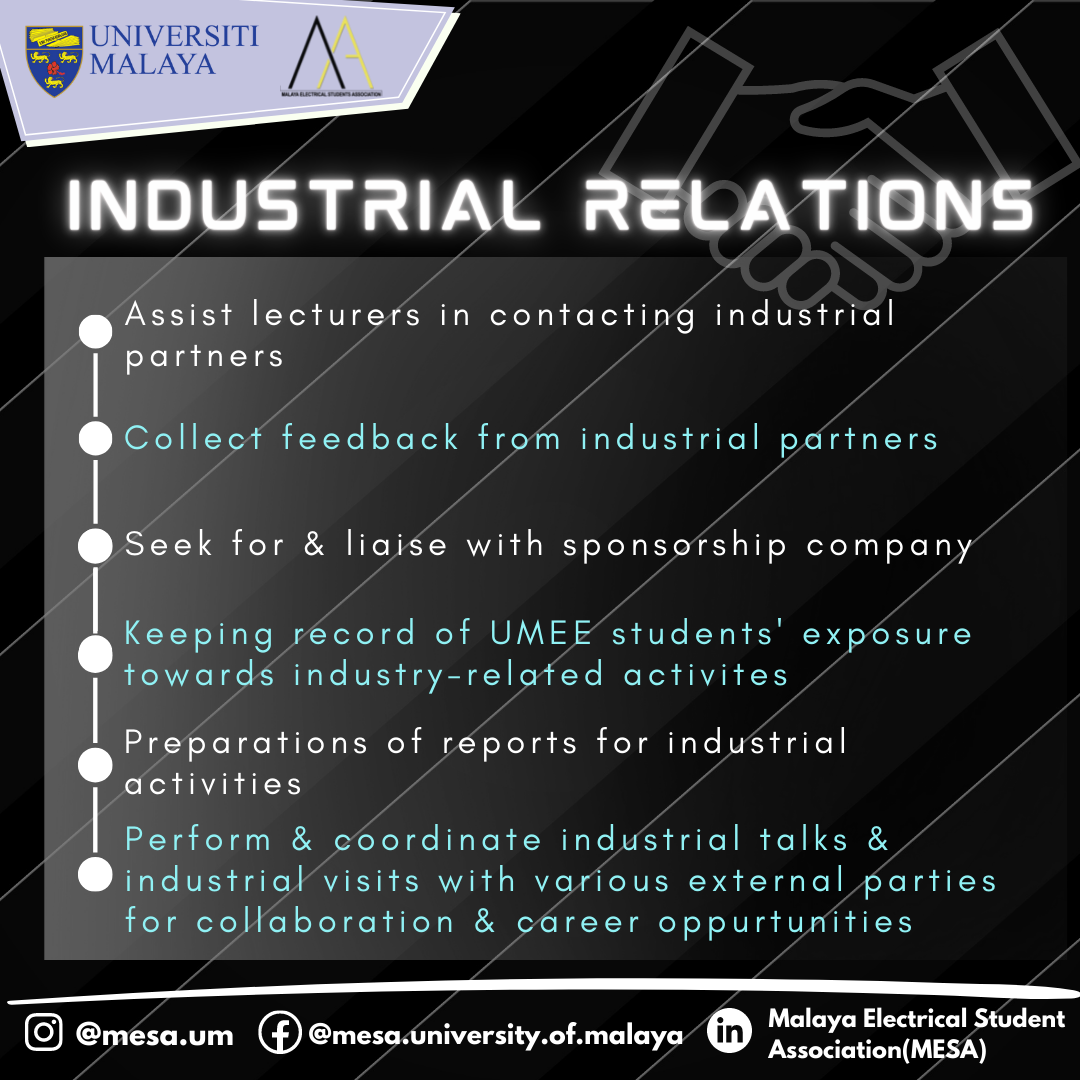 UNIVERSITI
MALAYA
MALAYA ELECTRICAL STUDENTS ASSOCIATION
INDUSTRIAL RELATIONS
Assist lecturers in contacting industrial
partners
Collect feedback from industrial partners
Seek for & liaise with sponsorship company
Keeping record of UMEE students' exposure
towards industry-related activites
Preparations of reports for industrial
activities
Perform & coordinate industrial talks &
industrial visits with various external parties
for collaboration & career oppurtunities
@mesa.um
@mesa.university.of.malaya
in
Malaya Electrical Student
Association(MESA)